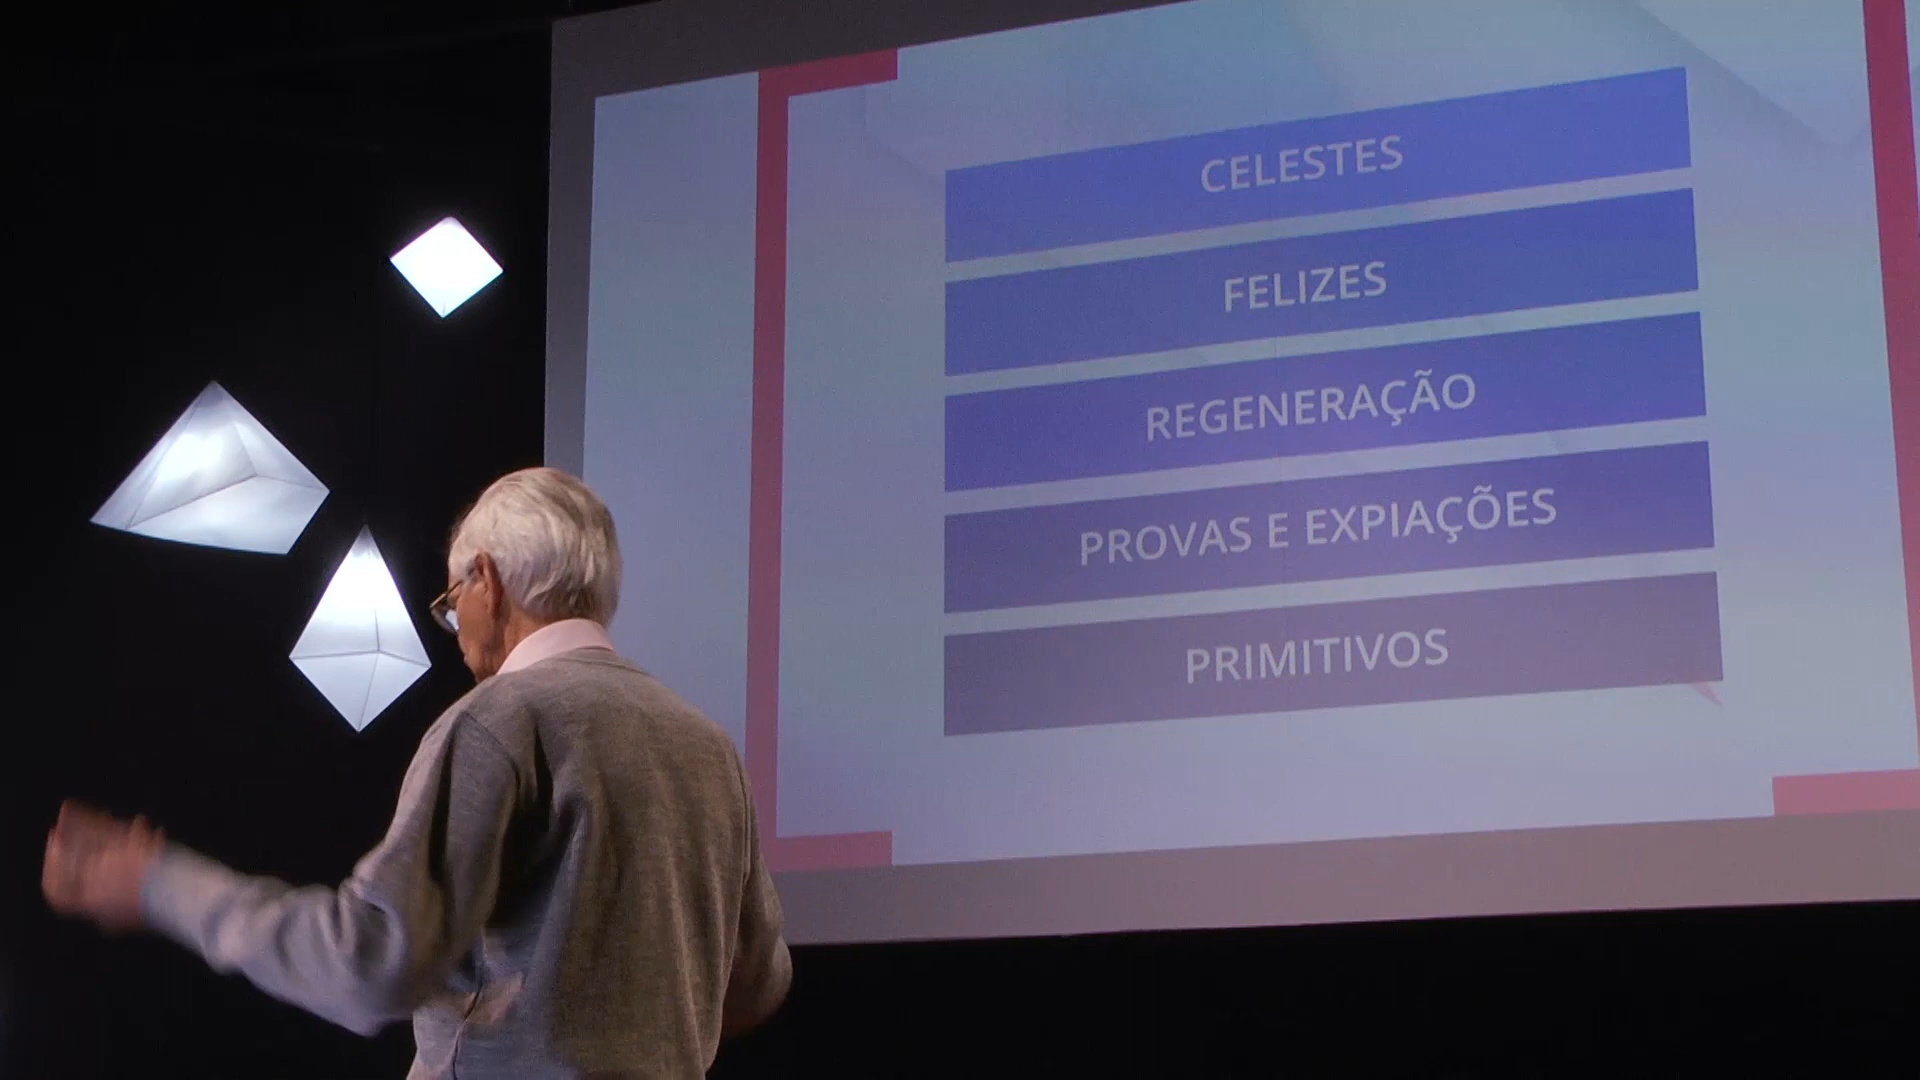 CELESTES
FELIZES
REGENERAÇÃO
PROVAS E EXPIAÇÕES
PRIMITIVOS